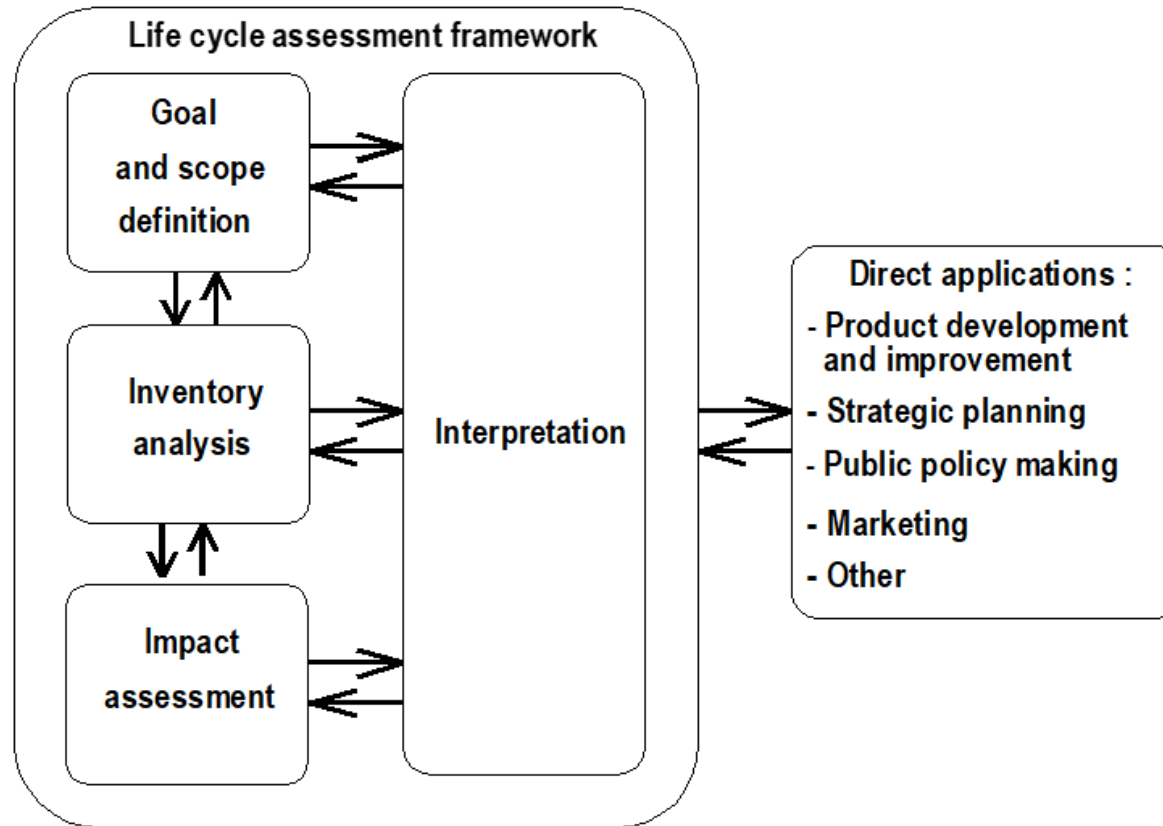 Life cycle assessment framework
Goal
and scope
definition
Inventory
analysis
Impact
assessment
Interpretation
Direct applications :
- Product development
and improvement
- Strategic planning
- Public policy making
- Marketing
- Other